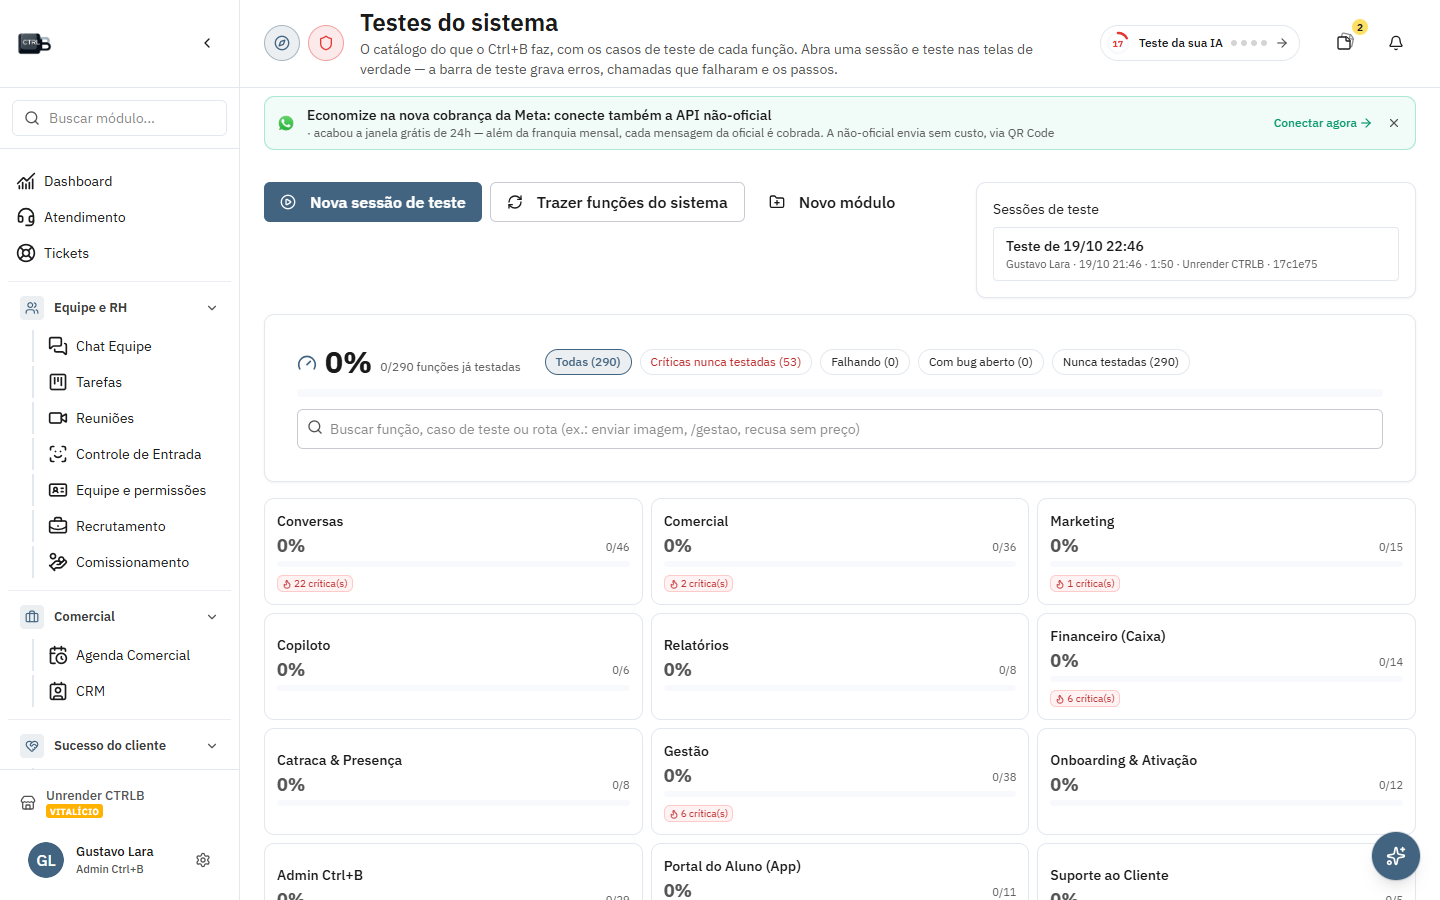 CTRL B
Testes do sistema
O catálogo do que o Ctrl+B faz, com os casos de teste de cada função. Abra uma sessão e teste nas telas de
verdade — a barra de teste grava erros, chamadas que falharam e os passos.
17 Teste da sua IA
2
Buscar módulo...
Economize na nova cobrança da Meta: conecte também a API não-oficial
· acabou a janela grátis de 24h — além da franquia mensal, cada mensagem da oficial é cobrada. A não-oficial envia sem custo, via QR Code
Conectar agora
Dashboard
Atendimento
Tickets
Equipe e RH
Chat Equipe
Tarefas
Reuniões
Controle de Entrada
Equipe e permissões
Recrutamento
Comissionamento
Comercial
Agenda Comercial
CRM
Sucesso do cliente
Unrender CTRLB
VITALÍCIO
GL
Gustavo Lara
Admin Ctrl+B
Nova sessão de teste
Trazer funções do sistema
Novo módulo
Sessões de teste
Teste de 19/10 22:46
Gustavo Lara · 19/10 21:46 · 1:50 · Unrender CTRLB · 17c1e75
0% 0/290 funções já testadas
Todas (290)
Críticas nunca testadas (53)
Falhando (0)
Com bug aberto (0)
Nunca testadas (290)
Buscar função, caso de teste ou rota (ex.: enviar imagem, /gestao, recusa sem preço)
Conversas
0% 0/46
22 crítica(s)
Comercial
0% 0/36
2 crítica(s)
Marketing
0% 0/15
1 crítica(s)
Copiloto
0% 0/6
Relatórios
0% 0/8
Financeiro (Caixa)
0% 0/14
6 crítica(s)
Catraca & Presença
0% 0/8
Gestão
0% 0/38
6 crítica(s)
Onboarding & Ativação
0% 0/12
Admin Ctrl+B
0% 0/29
Portal do Aluno (App)
0% 0/11
Suporte ao Cliente
0% 0/5